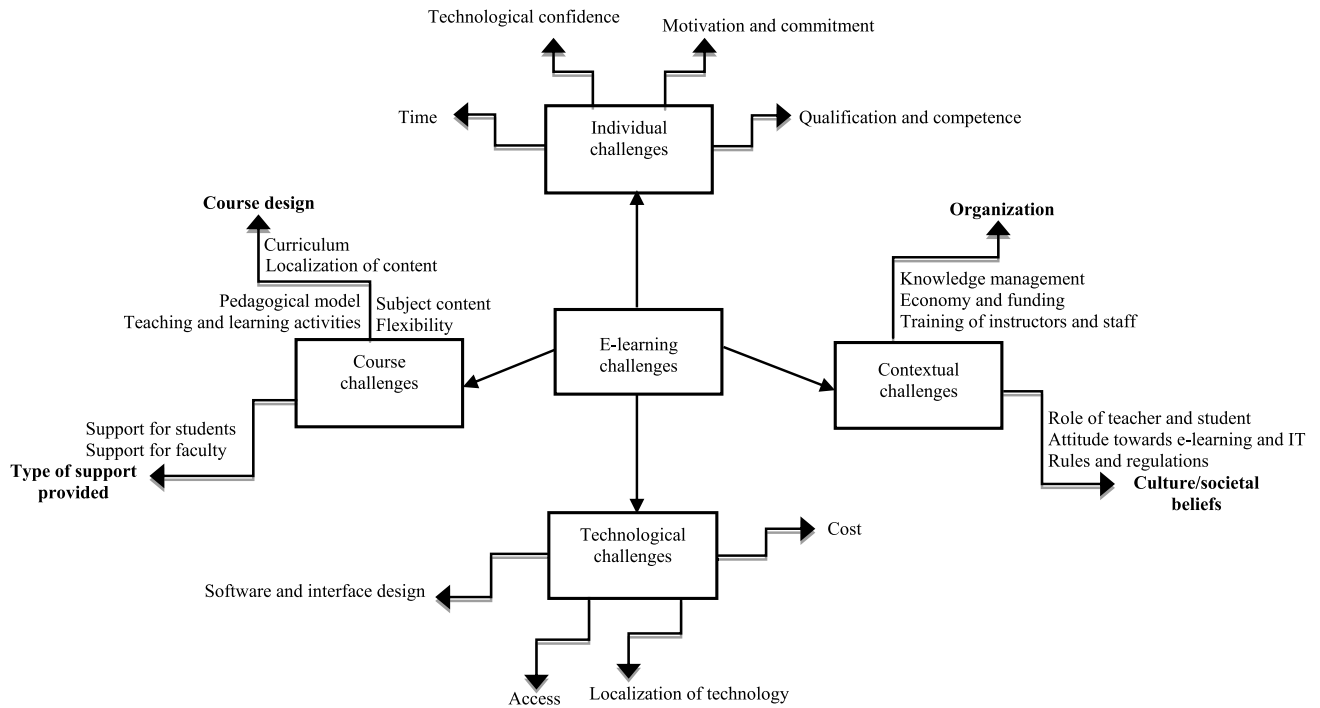 Technological confidence
Motivation and commitment
Time
Individual
challenges
Qualification and competence
Course design
Curriculum
Localization of content
Pedagogical model
Teaching and learning activities
Subject content
Flexibility
Course
challenges
Support for students
Support for faculty
Type of support
provided
E-learning
challenges
Organization
Knowledge management
Economy and funding
Training of instructors and staff
Contextual
challenges
Role of teacher and student
Attitude towards e-learning and IT
Rules and regulations
Culture/societal
beliefs
Technological
challenges
Cost
Software and interface design
Access
Localization of technology